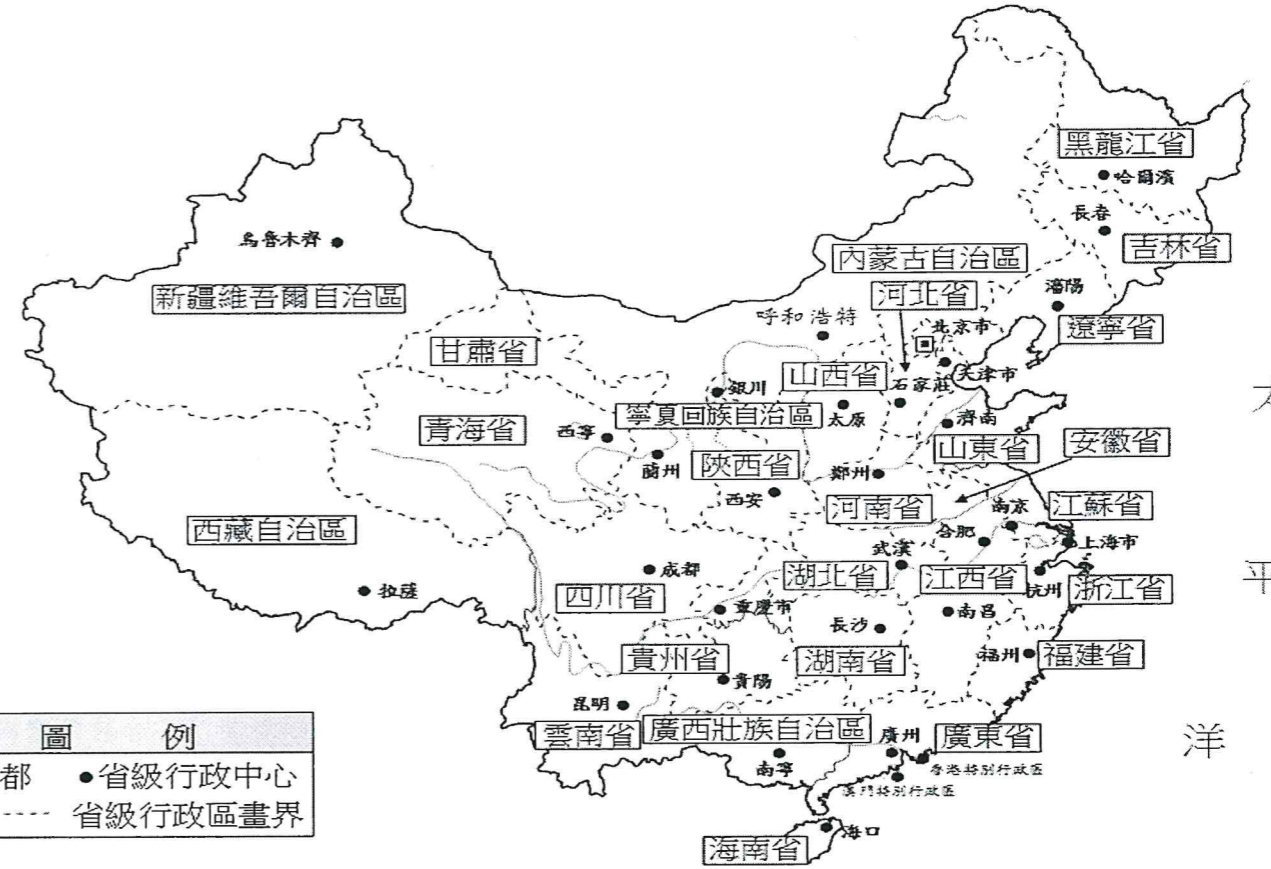 黑龍江省
哈爾濱
長春
吉林省
烏魯木齊
內蒙古自治區
新疆維吾爾自治區
河北省
瀋陽
呼和浩特
北京市
遼寧省
甘肅省
山西省
天津市
石家莊
銀川
寧夏回族自治區
太原
濟南
青海省
西寧
蘭州
陝西省
山東省
安徽省
鄭州
西安
河南省
江蘇省
南京
西藏自治區
合肥
上海市
武漢
成都
湖北省
江西省
杭州
浙江省
平
拉薩
四川省
重慶市
南昌
長沙
福州
福建省
貴州省
湖南省
貴陽
昆明
雲南省
廣西壯族自治區
廣州
廣東省
洋
南寧
香港特別行政區
澳門特別行政區
海口
海南省
圖 例
都 ●省級行政中心
---- 省級行政區畫界